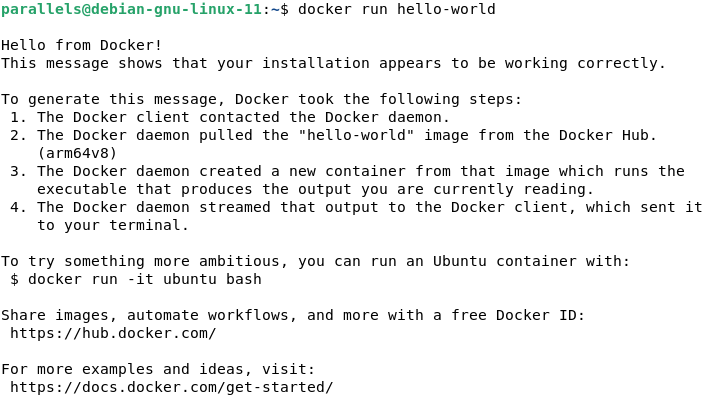 parallels@debian-gnu-linux-11:~$ docker run hello-world
Hello from Docker!
This message shows that your installation appears to be working correctly.
To generate this message, Docker took the following steps:
1. The Docker client contacted the Docker daemon.
2. The Docker daemon pulled the "hello-world" image from the Docker Hub.
(arm64v8)
3. The Docker daemon created a new container from that image which runs the
executable that produces the output you are currently reading.
4. The Docker daemon streamed that output to the Docker client, which sent it
to your terminal.
To try something more ambitious, you can run an Ubuntu container with:
$ docker run -it ubuntu bash
Share images, automate workflows, and more with a free Docker ID:
https://hub.docker.com/
For more examples and ideas, visit:
https://docs.docker.com/get-started/